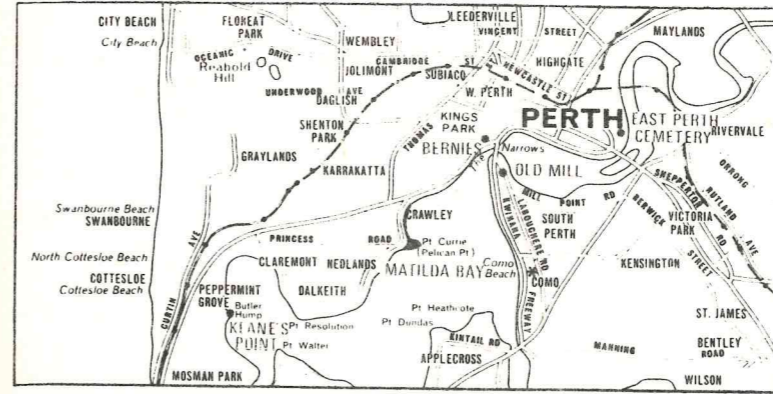 CITY BEACH
City Beach
FLOREAT
PARK
LEEDERVILLE
VINCENT STREET
MAYLANDS
WEMBLEY
HIGHGATE
OCEANIC DRIVE
Reabold
Hill
CAMBRIDGE ST
JOLIMONT
SUBIACO
NEWCASTLE ST
UNDERWOOD AVE
DAGLISH
W. PERTH
KINGS
PARK
PERTH
EAST PERTH
CEMETERY
RIVERVALE
SHENTON
PARK
THOMAS
BERNIES
The Narrows
GRAYLANDS
KARRAKATTA
OLD MILL
ORRONG
MILL POINT RD
SHEPPERTON RD
RUTLAND AVE
Swanbourne Beach
SWANBOURNE
CRAWLEY
KWINANA FREEWAY
LABOUCHERE RD
SOUTH
PERTH
BERWICK STREET
VICTORIA
PARK
PRINCESS ROAD
Pt Currie
(Pelican Pt)
North Cottesloe Beach
CLAREMONT
NEDLANDS
MATILDA BAY
Como
Beach
COMO
KENSINGTON
COTTESLOE
Cottesloe Beach
CURTIN AVE
PEPPERMINT
GROVE
DALKEITH
Butler
Hump
Pt Heathcote
ST. JAMES
KEANE'S
POINT
Pt Resolution
Pt Dundas
Pt Walter
KINTAIL RD
MANNING ROAD
BENTLEY
APPLECROSS
MOSMAN PARK
WILSON